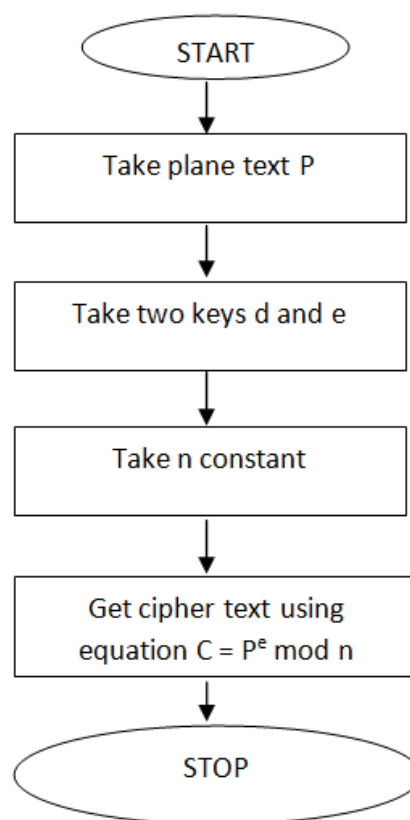 START
Take plane text P
Take two keys d and e
Take n constant
Get cipher text using
equation C = Pᵉ mod n
STOP